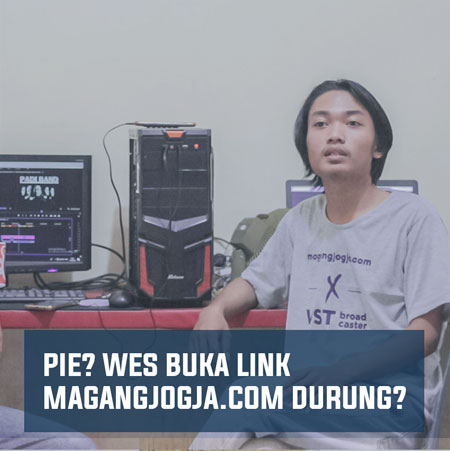 PADI BAND
magangjogja.com
X
VST broad
caster
PIE? WES BUKA LINK
MAGANGJOGJA.COM DURUNG?